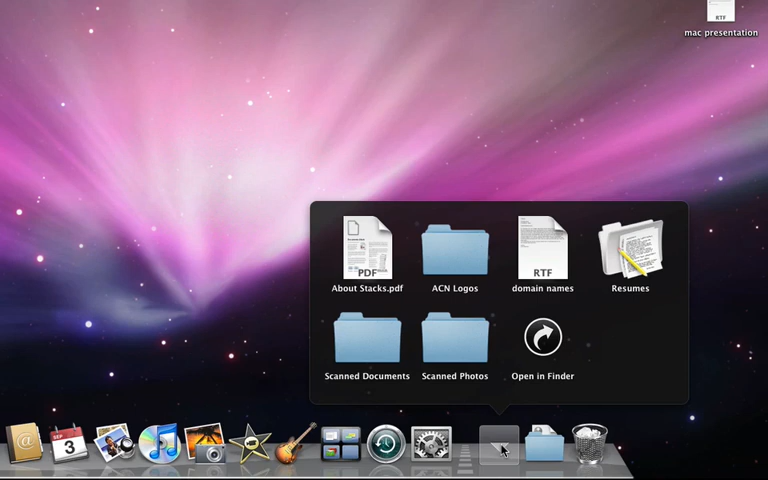 RTF
mac presentation
PDF
About Stacks.pdf
ACN Logos
RTF
domain names
Resumes
Scanned Documents
Scanned Photos
Open in Finder
@
SEP
3